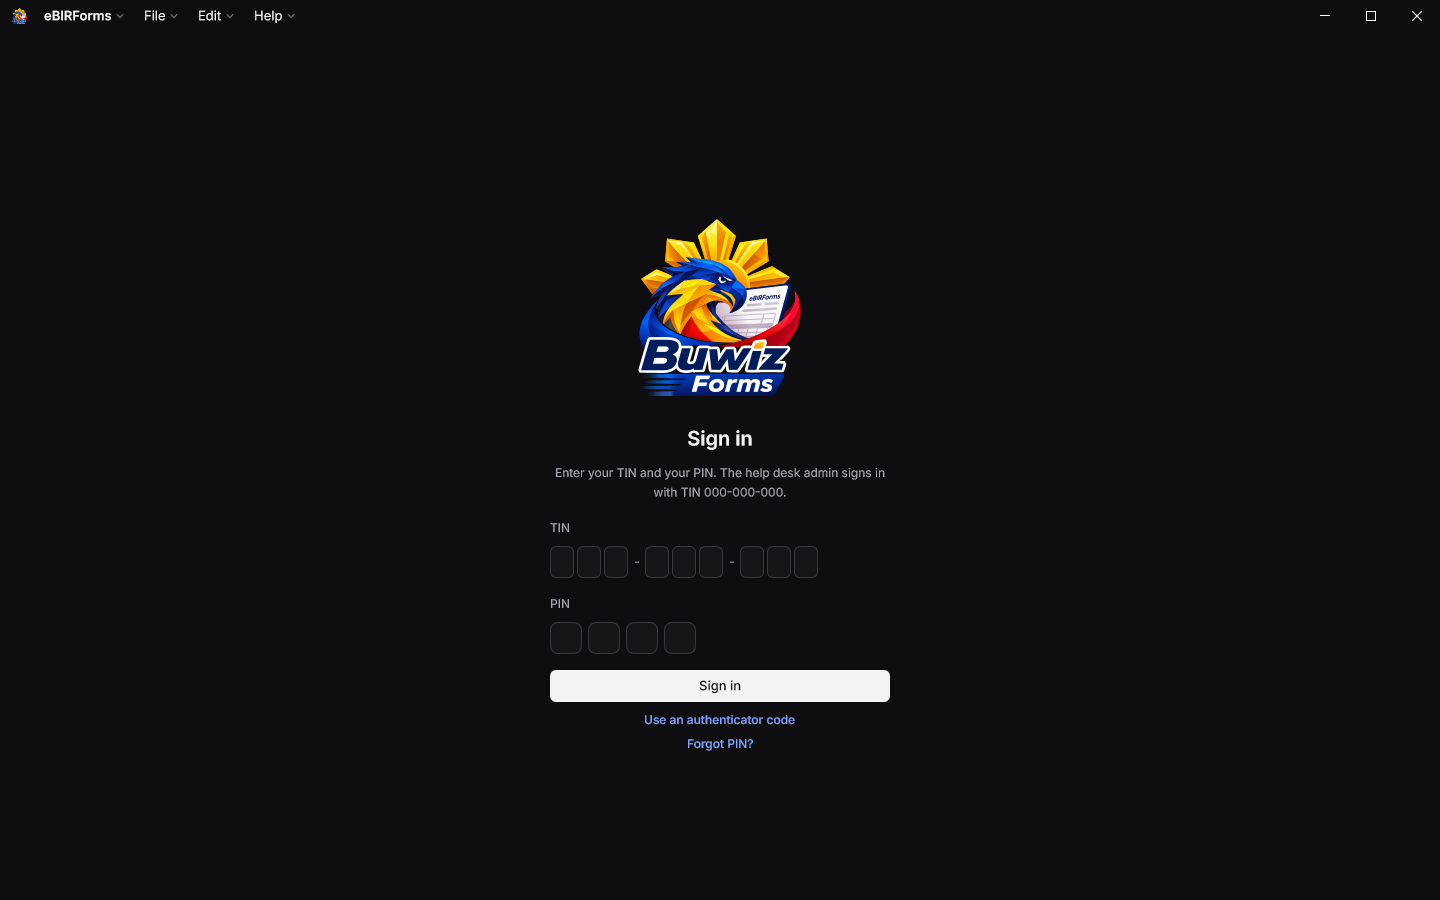 eBIRForms File Edit Help
eBIRForms
Buwiz
Forms
Sign in
Enter your TIN and your PIN. The help desk admin signs in
with TIN 000-000-000.
TIN
- -
PIN
Sign in
Use an authenticator code
Forgot PIN?